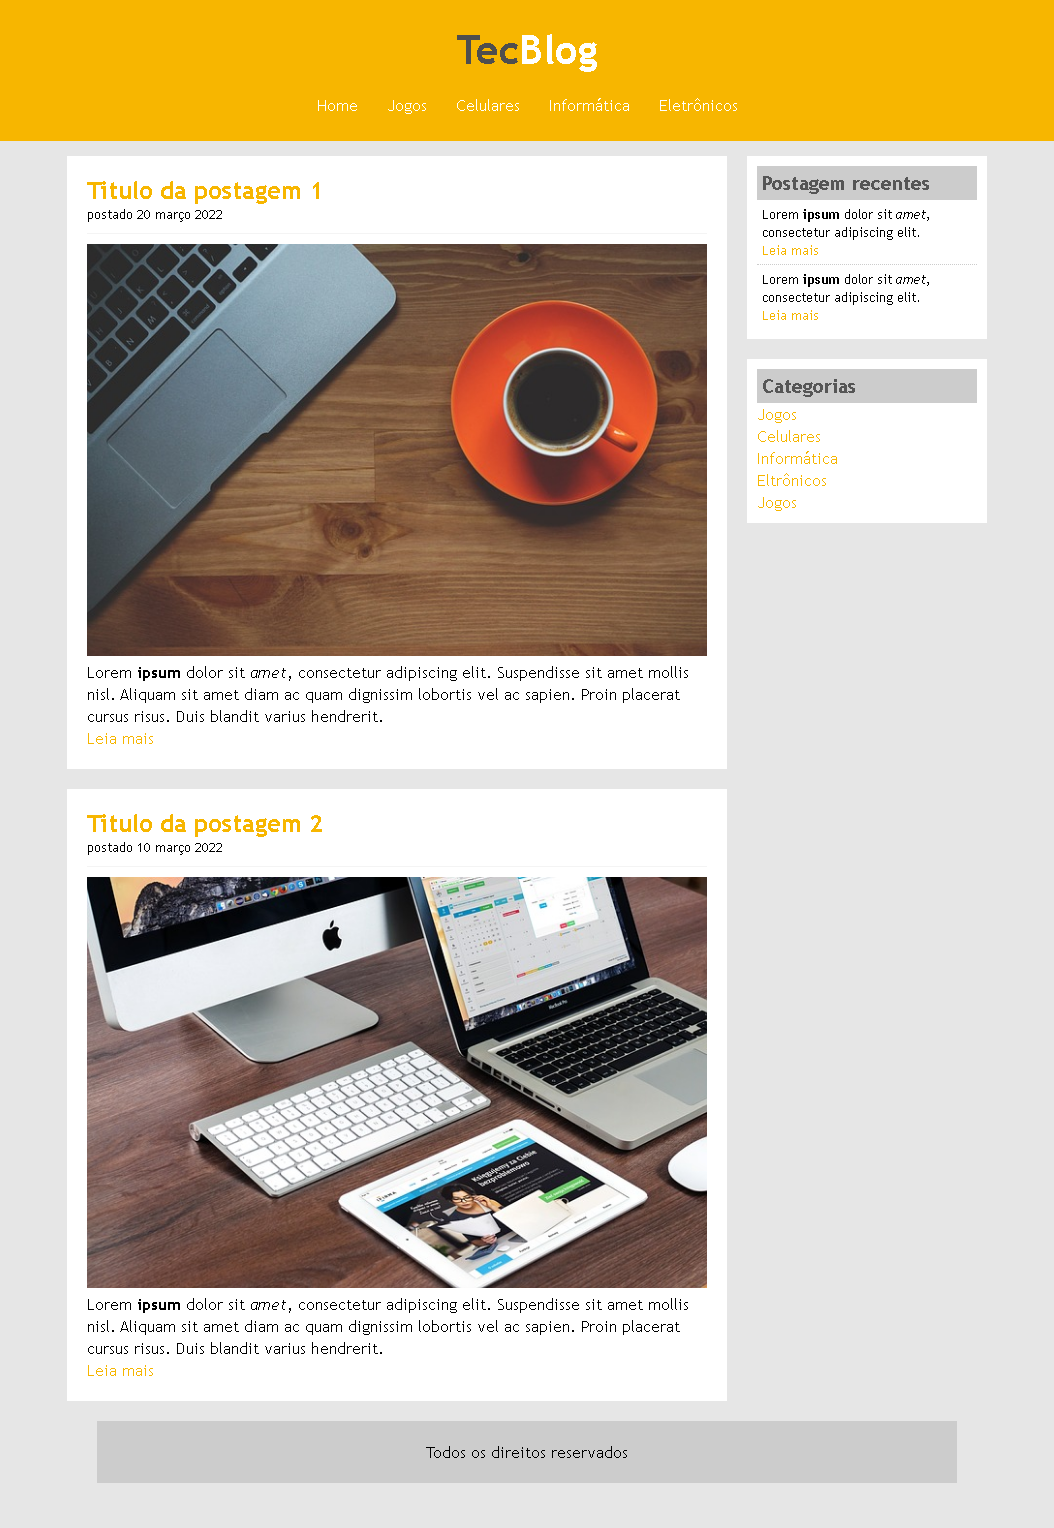 TecBlog
Home Jogos Celulares Informática Eletrônicos
Titulo da postagem 1
postado 20 março 2022
Lorem ipsum dolor sit amet, consectetur adipiscing elit. Suspendisse sit amet mollis
nisl. Aliquam sit amet diam ac quam dignissim lobortis vel ac sapien. Proin placerat
cursus risus. Duis blandit varius hendrerit.
Leia mais
Titulo da postagem 2
postado 10 março 2022
MacBook Pro
Księgujemy za Ciebie
bezproblemowo
Lorem ipsum dolor sit amet, consectetur adipiscing elit. Suspendisse sit amet mollis
nisl. Aliquam sit amet diam ac quam dignissim lobortis vel ac sapien. Proin placerat
cursus risus. Duis blandit varius hendrerit.
Leia mais
Postagem recentes
Lorem ipsum dolor sit amet,
consectetur adipiscing elit.
Leia mais
Lorem ipsum dolor sit amet,
consectetur adipiscing elit.
Leia mais
Categorias
Jogos
Celulares
Informática
Eltrônicos
Jogos
Todos os direitos reservados